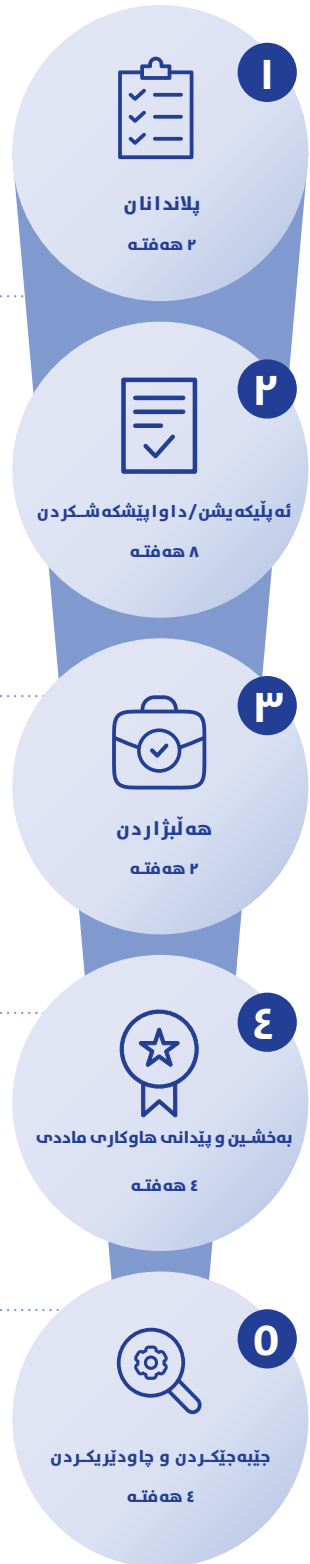 ١
پلاندانان
٢ هەفتە
٢
ئەپڵیکەیشن/داواپێشکەشکردن
٨ هەفتە
٣
هەڵبژاردن
٢ هەفتە
٤
بەخشین و پێدانی هاوکاری ماددی
٤ هەفتە
٥
جێبەجێکردن و چاودێریکردن
٤ هەفتە